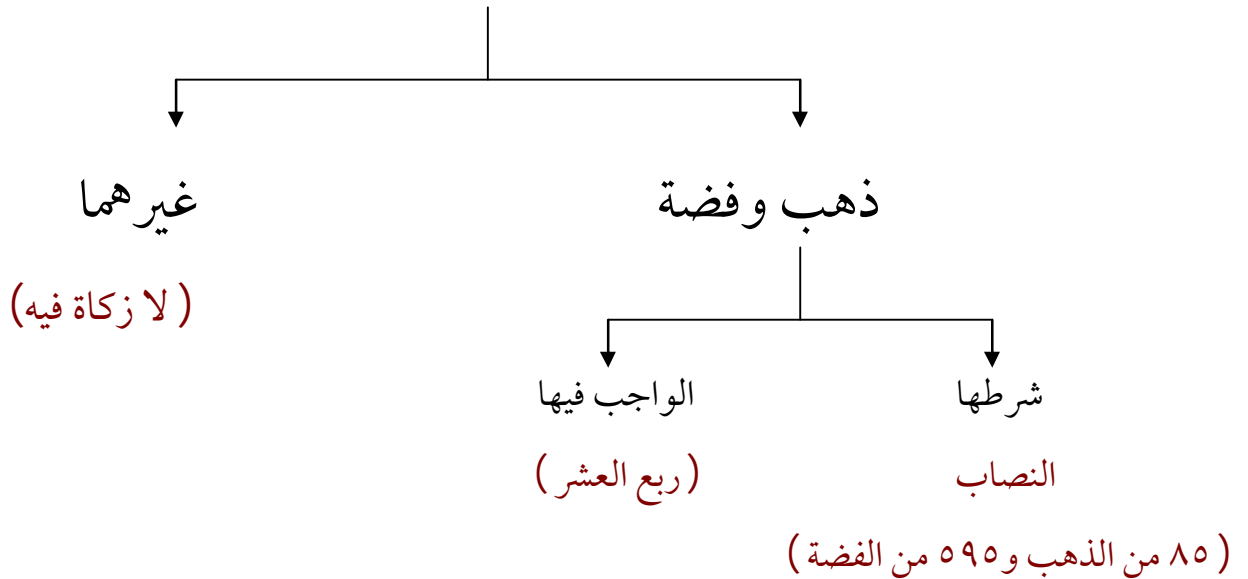 ذهب وفضة
غيرهما
(لا زكاة فيه)
شرطها
الواجب فيها
النصاب
(ربع العشر)
(٨٥ من الذهب و٥٩٥ من الفضة)